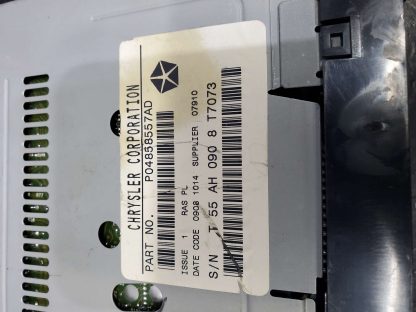 CHRYSLER CORPORATION
PART NO. P04858557AD
ISSUE 1 RAS PL
DATE CODE 0908 1014 SUPPLIER 07910
S/N T 55 AH 090 8 T7073